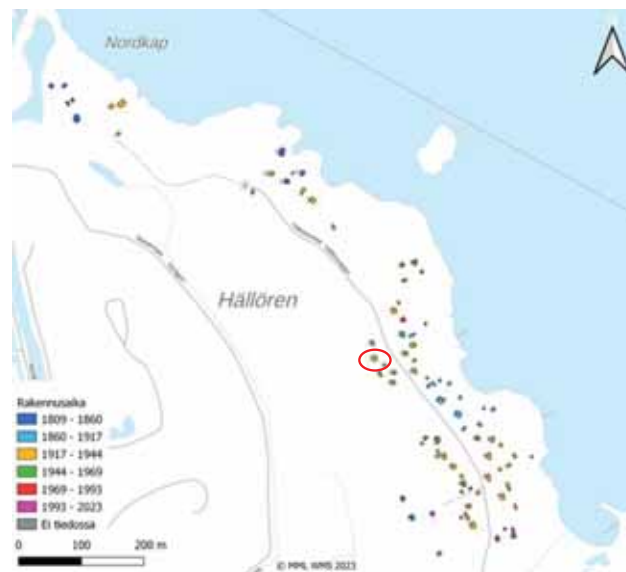 Nordkap
Hällören
Rakennusaika
1809 - 1860
1860 - 1917
1917 - 1944
1944 - 1969
1969 - 1993
1993 - 2023
Ei tiedossa
0 100 200 m
© MML WMS 2023